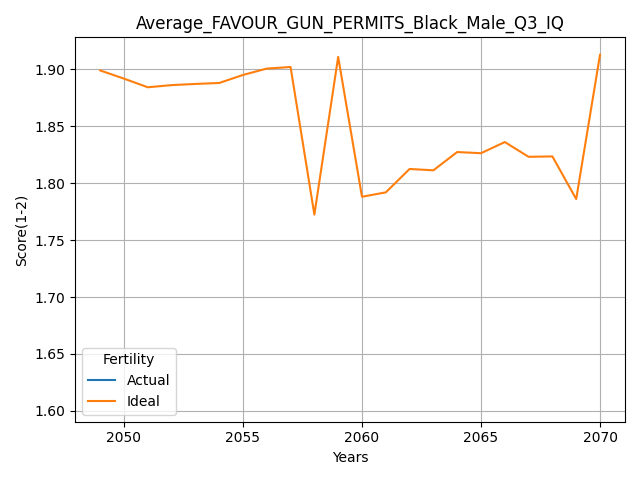 Average_FAVOUR_GUN_PERMITS_Black_Male_Q3_IQ
Score(1-2)
1.90
1.85
1.80
1.75
1.70
1.65
1.60
Fertility
Actual
Ideal
2050 2055 2060 2065 2070
Years